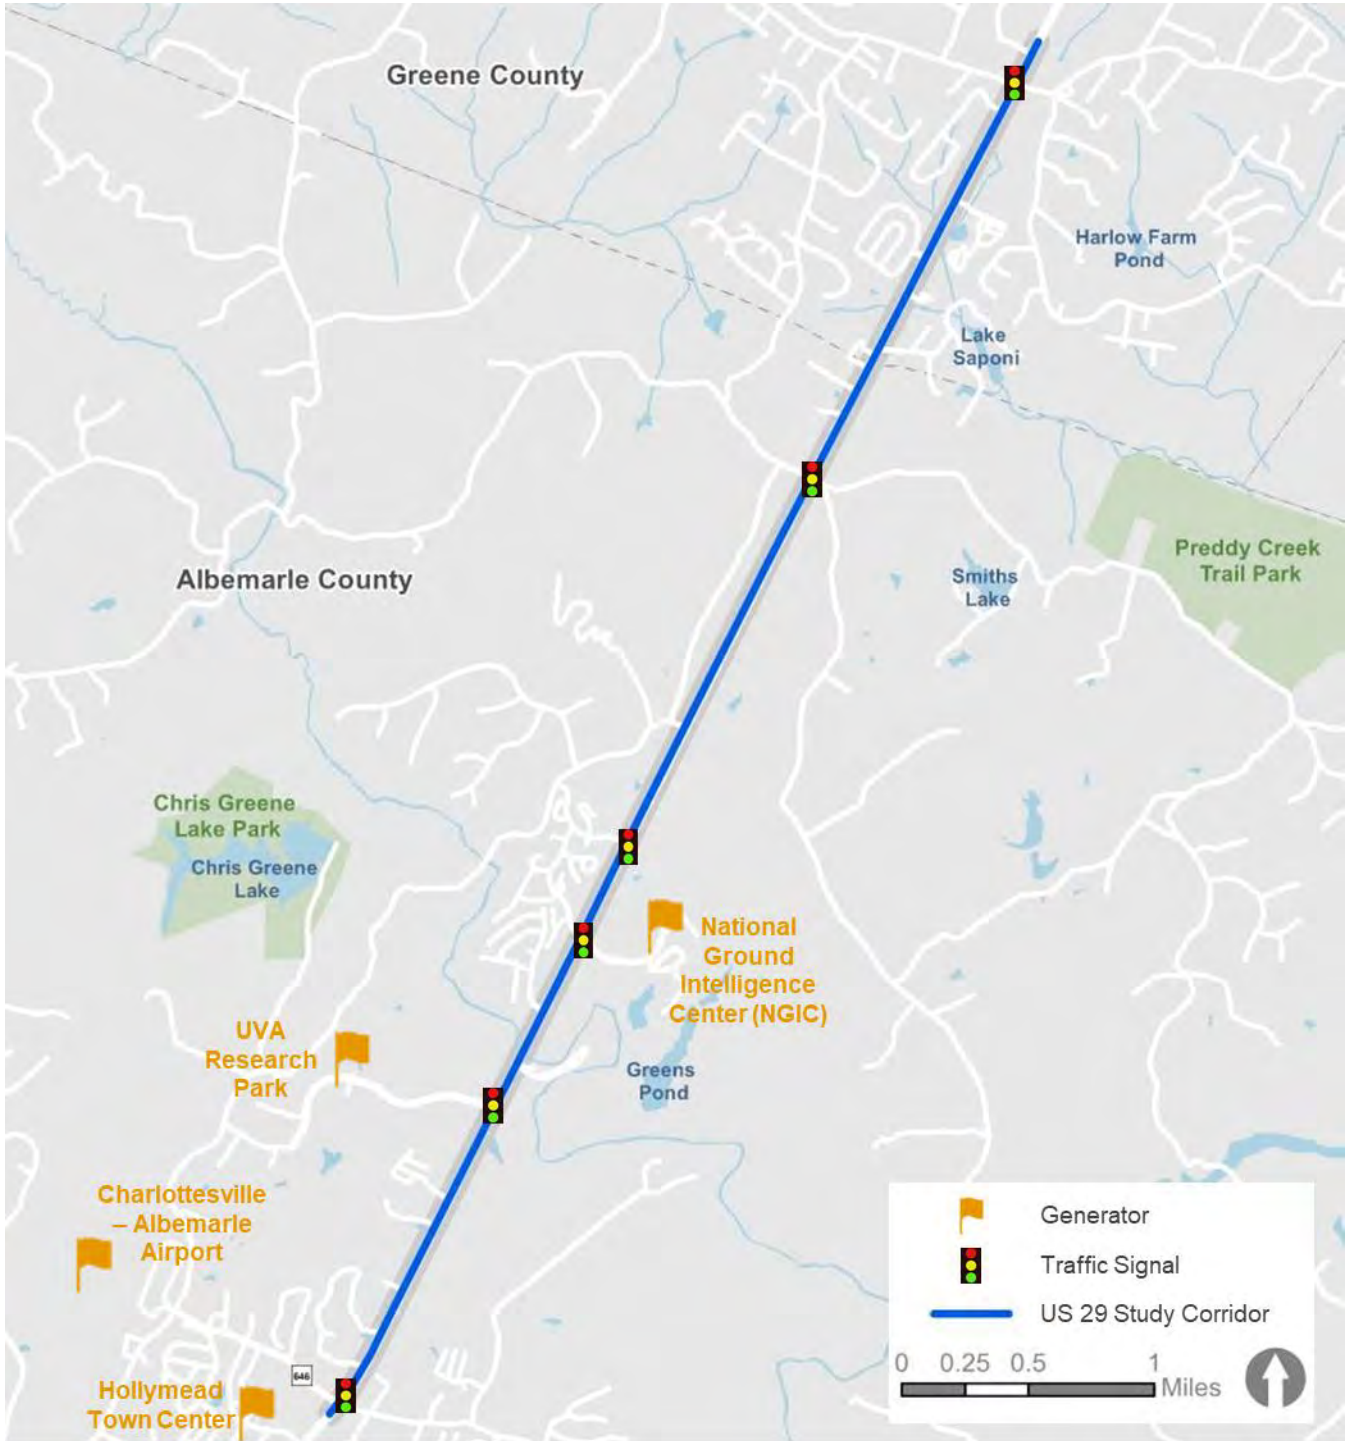 Greene County
Harlow Farm
Pond
Lake
Saponi
Preddy Creek
Trail Park
Albemarle County
Smiths
Lake
Chris Greene
Lake Park
Chris Greene
Lake
National
Ground
Intelligence
Center (NGIC)
UVA
Research
Park
Greens
Pond
Charlottesville
– Albemarle
Airport
646
Hollymead
Town Center
Generator
Traffic Signal
US 29 Study Corridor
0 0.25 0.5 1
Miles